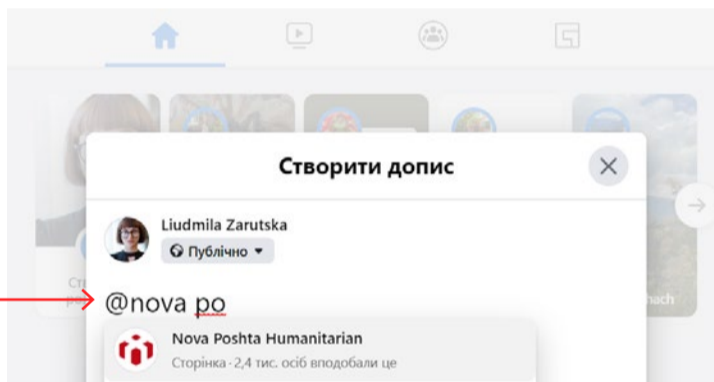 Створити допис
Liudmila Zarutska
Публічно
@nova po
Nova Poshta Humanitarian
Сторінка · 2,4 тис. осіб вподобали це